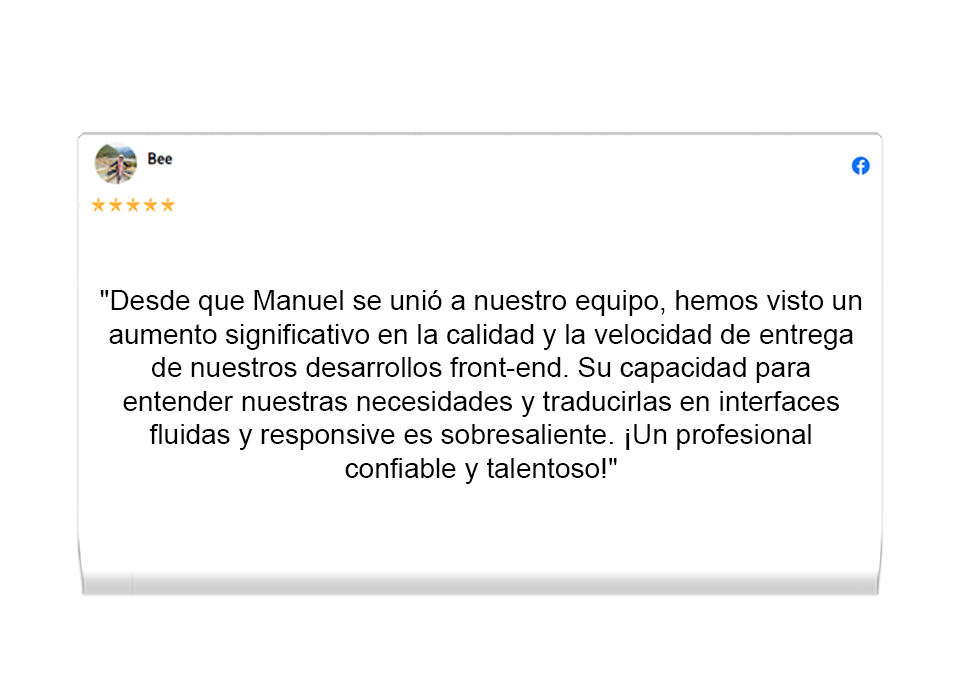 Bee
"Desde que Manuel se unió a nuestro equipo, hemos visto un
aumento significativo en la calidad y la velocidad de entrega
de nuestros desarrollos front-end. Su capacidad para
entender nuestras necesidades y traducirlas en interfaces
fluidas y responsive es sobresaliente. ¡Un profesional
confiable y talentoso!"